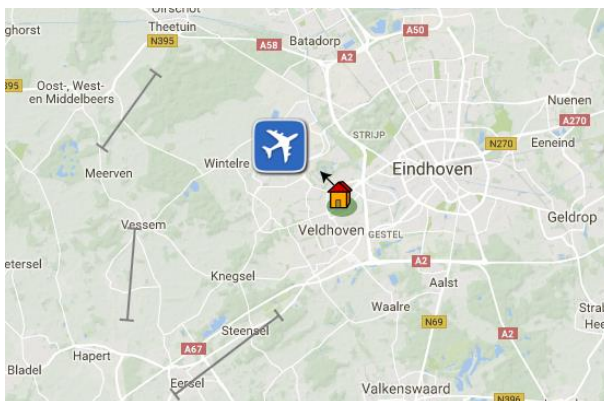 Oirschot
ghorst
Theetuin
N395
A58
Batadorp
A50
A2
395
Oost-, West-
en Middelbeers
Nuenen
A270
STRIJP
N270
Eeneind
Wintelre
Meerven
Eindhoven
Vessem
Veldhoven
GESTEL
Geldrop
etersel
Knegsel
A2
Aalst
Waalre
Strab
Hee
Steensel
N69
A2
Hapert
A67
Bladel
Eersel
Valkenswaard
N396